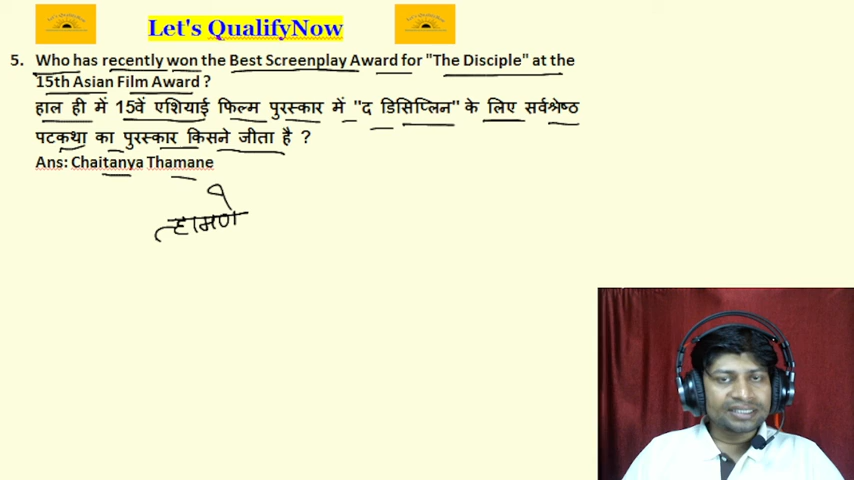 Let's QualifyNow
5. Who has recently won the Best Screenplay Award for "The Disciple" at the
15th Asian Film Award ?
हाल ही में 15वें एशियाई फिल्म पुरस्कार में "द डिसिप्लिन" के लिए सर्वश्रेष्ठ
पटकथा का पुरस्कार किसने जीता है ?
Ans: Chaitanya Thamane